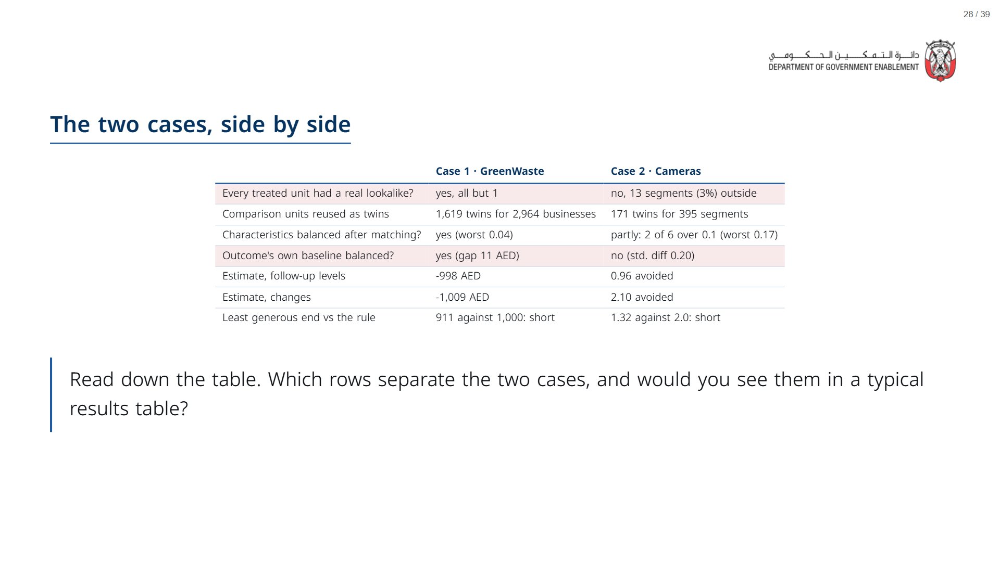 28 / 39
دائرة التمكين الحكومي
DEPARTMENT OF GOVERNMENT ENABLEMENT
The two cases, side by side
Case 1 · GreenWaste Case 2 · Cameras
Every treated unit had a real lookalike? yes, all but 1 no, 13 segments (3%) outside
Comparison units reused as twins 1,619 twins for 2,964 businesses 171 twins for 395 segments
Characteristics balanced after matching? yes (worst 0.04) partly: 2 of 6 over 0.1 (worst 0.17)
Outcome's own baseline balanced? yes (gap 11 AED) no (std. diff 0.20)
Estimate, follow-up levels -998 AED 0.96 avoided
Estimate, changes -1,009 AED 2.10 avoided
Least generous end vs the rule 911 against 1,000: short 1.32 against 2.0: short
Read down the table. Which rows separate the two cases, and would you see them in a typical
results table?